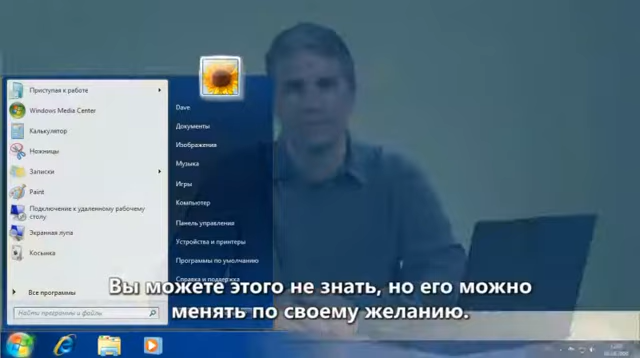 Dave
Приступая к работе
Windows Media Center
Калькулятор
Ножницы
Записки
Paint
Подключение к удаленному рабочему
столу
Экранная лупа
Косынка
Все программы
Найти программы и файлы
Документы
Изображения
Музыка
Игры
Компьютер
Панель управления
Устройства и принтеры
Программы по умолчанию
Справка и поддержка
Вы можете этого не знать, но его можно
менять по своему желанию.